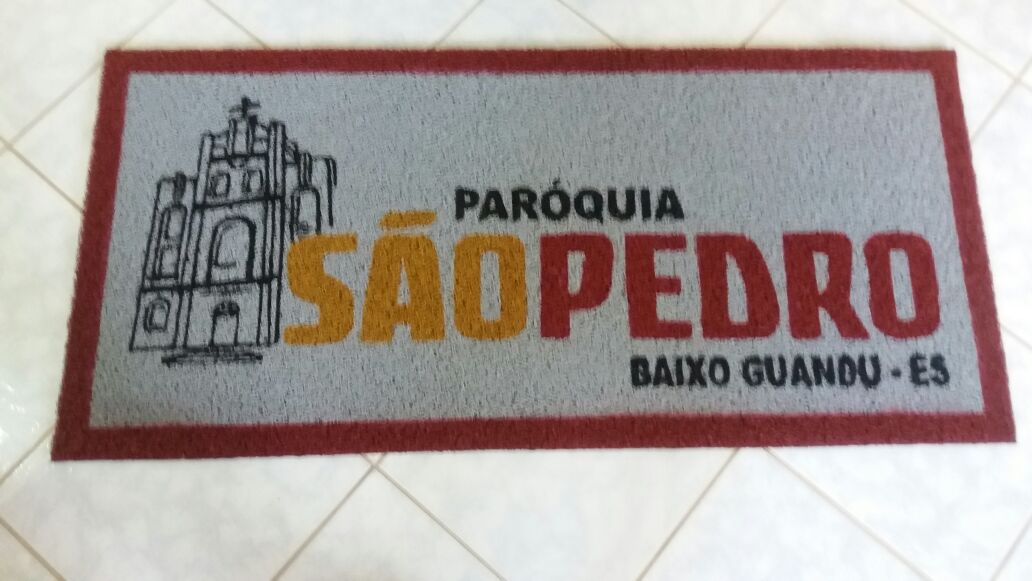 PARÓQUIA
SÃOPEDRO
BAIXO GUANDU - ES